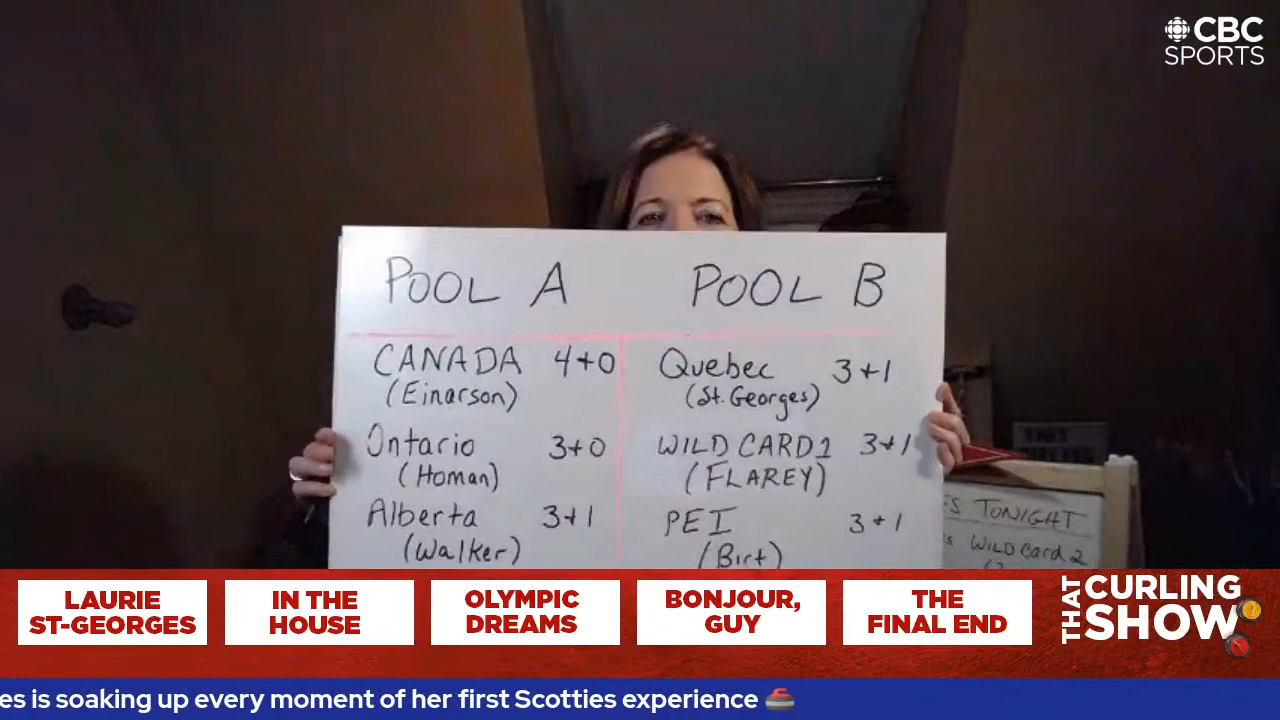 CBC
SPORTS
POOL A
POOL B
CANADA 4+0
(Einarson)
Ontario 3+0
(Homan)
Alberta 3+1
(Walker)
Quebec 3+1
(St. Georges)
WILD CARD 1 3+1
(FLAREY)
PEI 3+1
(Birt)
ES TONIGHT
s WILD Card 2
LAURIE
ST-GEORGES
IN THE
HOUSE
OLYMPIC
DREAMS
BONJOUR,
GUY
THE
FINAL END
THAT
CURLING
SHOW
es is soaking up every moment of her first Scotties experience